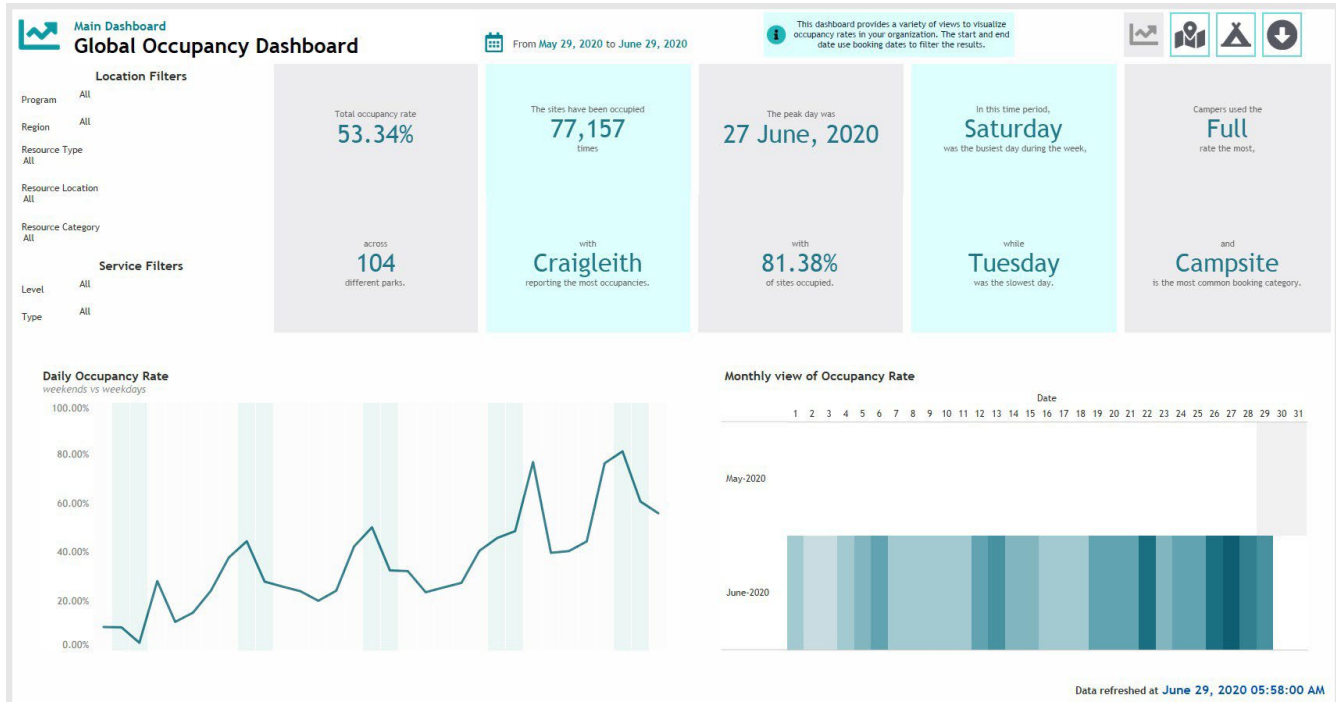 Main Dashboard
Global Occupancy Dashboard
From May 29, 2020 to June 29, 2020
This dashboard provides a variety of views to visualize
occupancy rates in your organization. The start and end
date use booking dates to filter the results.
Location Filters
Program All
Region All
Resource Type
All
Resource Location
All
Resource Category
All
Service Filters
Level All
Type All
Total occupancy rate
53.34%
across
104
different parks.
The sites have been occupied
77,157
times
with
Craigleith
reporting the most occupancies.
The peak day was
27 June, 2020
with
81.38%
of sites occupied.
In this time period,
Saturday
was the busiest day during the week,
while
Tuesday
was the slowest day.
Campers used the
Full
rate the most,
and
Campsite
is the most common booking category.
Daily Occupancy Rate
weekends vs weekdays
100.00%
80.00%
60.00%
40.00%
20.00%
0.00%
Monthly view of Occupancy Rate
Date
1 2 3 4 5 6 7 8 9 10 11 12 13 14 15 16 17 18 19 20 21 22 23 24 25 26 27 28 29 30 31
May-2020
June-2020
Data refreshed at June 29, 2020 05:58:00 AM